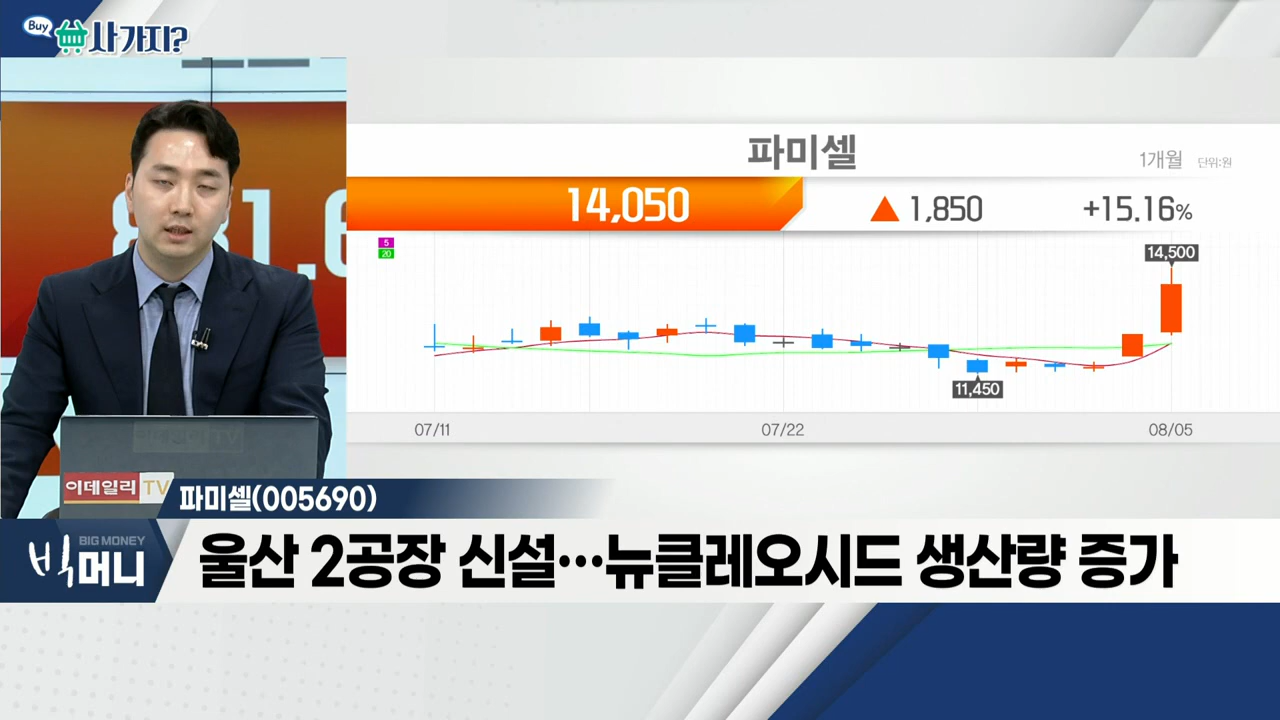 Buy
사가지?
파미셀
1개월 단위:원
14,050 ▲ 1,850 +15.16%
5
20
14,500
11,450
07/11 07/22 08/05
이데일리 TV
파미셀(005690)
BIG MONEY
빅머니
울산 2공장 신설…뉴클레오시드 생산량 증가